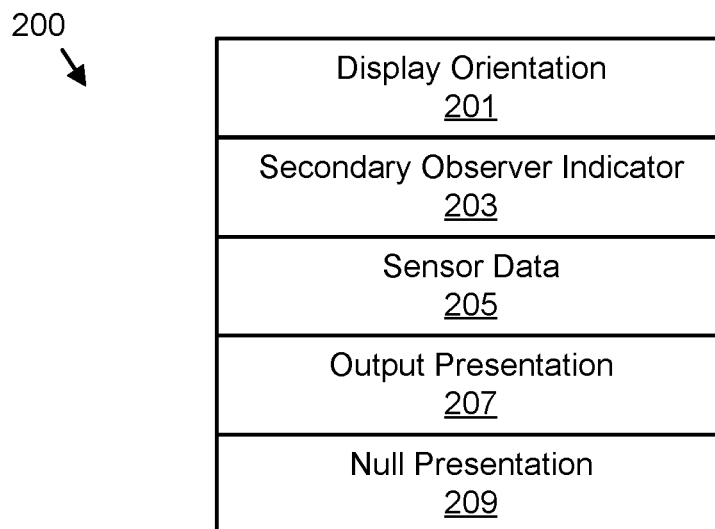 200
Display Orientation
201
Secondary Observer Indicator
203
Sensor Data
205
Output Presentation
207
Null Presentation
209